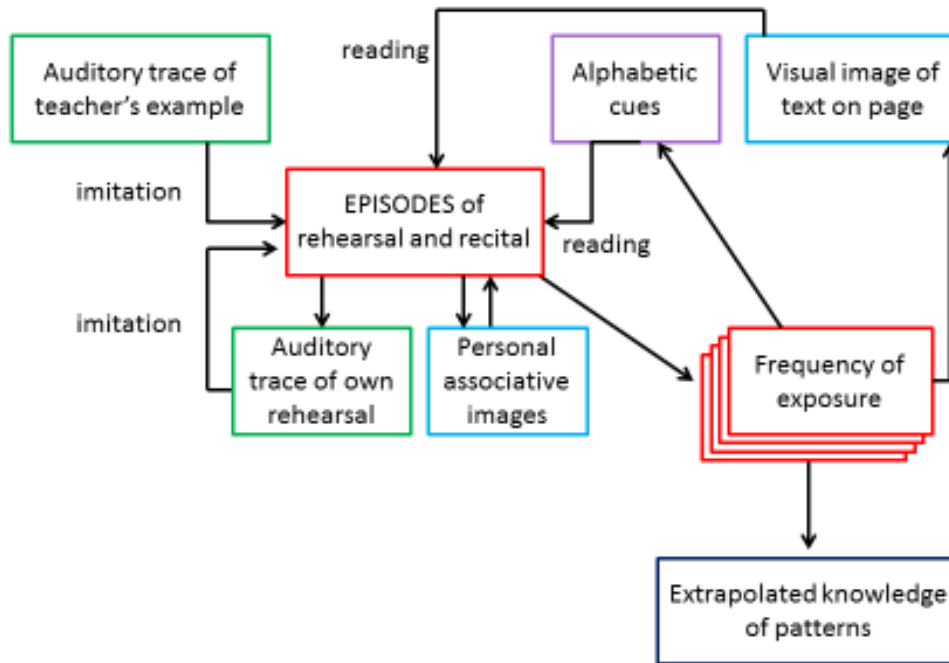 reading
Auditory trace of
teacher's example
Alphabetic
cues
Visual image of
text on page
imitation
EPISODES of
rehearsal and recital
reading
imitation
Auditory
trace of own
rehearsal
Personal
associative
images
Frequency of
exposure
Extrapolated knowledge
of patterns